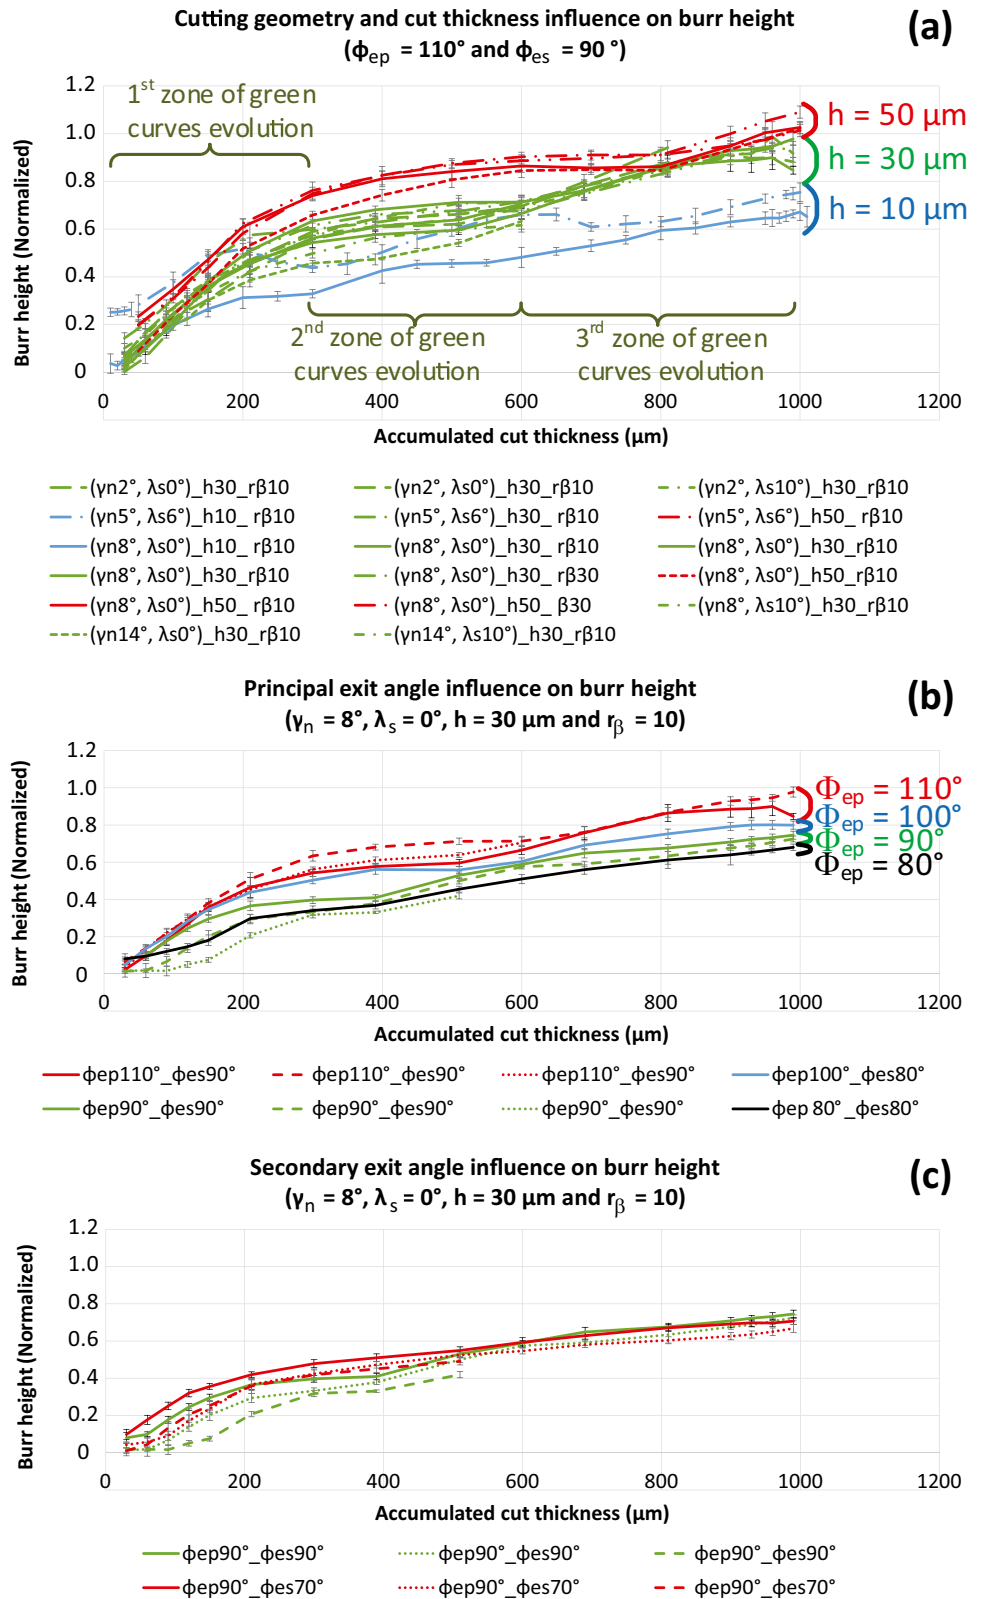 Cutting geometry and cut thickness influence on burr height
(ϕep = 110° and ϕes = 90 °)
(a)
1st zone of green
curves evolution
h = 50 µm
h = 30 µm
h = 10 µm
2nd zone of green
curves evolution
3rd zone of green
curves evolution
Burr height (Normalized)
1.2
1.0
0.8
0.6
0.4
0.2
0
0 200 400 600 800 1000 1200
Accumulated cut thickness (µm)
(γn2°, λs0°)_h30_rβ10 (γn2°, λs0°)_h30_rβ10 (γn2°, λs10°)_h30_rβ10
(γn5°, λs6°)_h10_ rβ10 (γn5°, λs6°)_h30_ rβ10 (γn5°, λs6°)_h50_ rβ10
(γn8°, λs0°)_h10_ rβ10 (γn8°, λs0°)_h30_ rβ10 (γn8°, λs0°)_h30_rβ10
(γn8°, λs0°)_h30_rβ10 (γn8°, λs0°)_h30_ rβ30 (γn8°, λs0°)_h50_rβ10
(γn8°, λs0°)_h50_ rβ10 (γn8°, λs0°)_h50_ β30 (γn8°, λs10°)_h30_rβ10
(γn14°, λs0°)_h30_rβ10 (γn14°, λs10°)_h30_rβ10
Principal exit angle influence on burr height
(γn = 8°, λs = 0°, h = 30 µm and rβ = 10)
(b)
Φep = 110°
Φep = 100°
Φep = 90°
Φep = 80°
Burr height (Normalized)
1.2
1.0
0.8
0.6
0.4
0.2
0
0 200 400 600 800 1000 1200
Accumulated cut thickness (µm)
ϕep110°_ϕes90° ϕep110°_ϕes90° ϕep110°_ϕes90° ϕep100°_ϕes80°
ϕep90°_ϕes90° ϕep90°_ϕes90° ϕep90°_ϕes90° ϕep 80°_ϕes80°
Secondary exit angle influence on burr height
(γn = 8°, λs = 0°, h = 30 µm and rβ = 10)
(c)
Burr height (Normalized)
1.2
1.0
0.8
0.6
0.4
0.2
0
0 200 400 600 800 1000 1200
Accumulated cut thickness (µm)
ϕep90°_ϕes90° ϕep90°_ϕes90° ϕep90°_ϕes90°
ϕep90°_ϕes70° ϕep90°_ϕes70° ϕep90°_ϕes70°